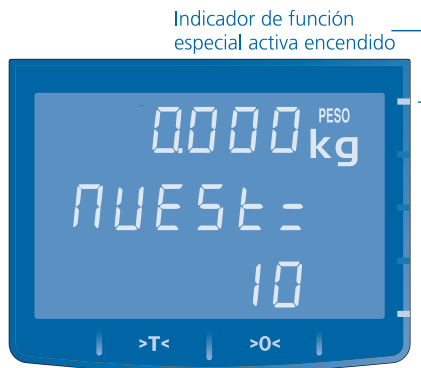 Indicador de función
especial activa encendido
PESO
0.000 kg
MUESt=
10
>T< >0<